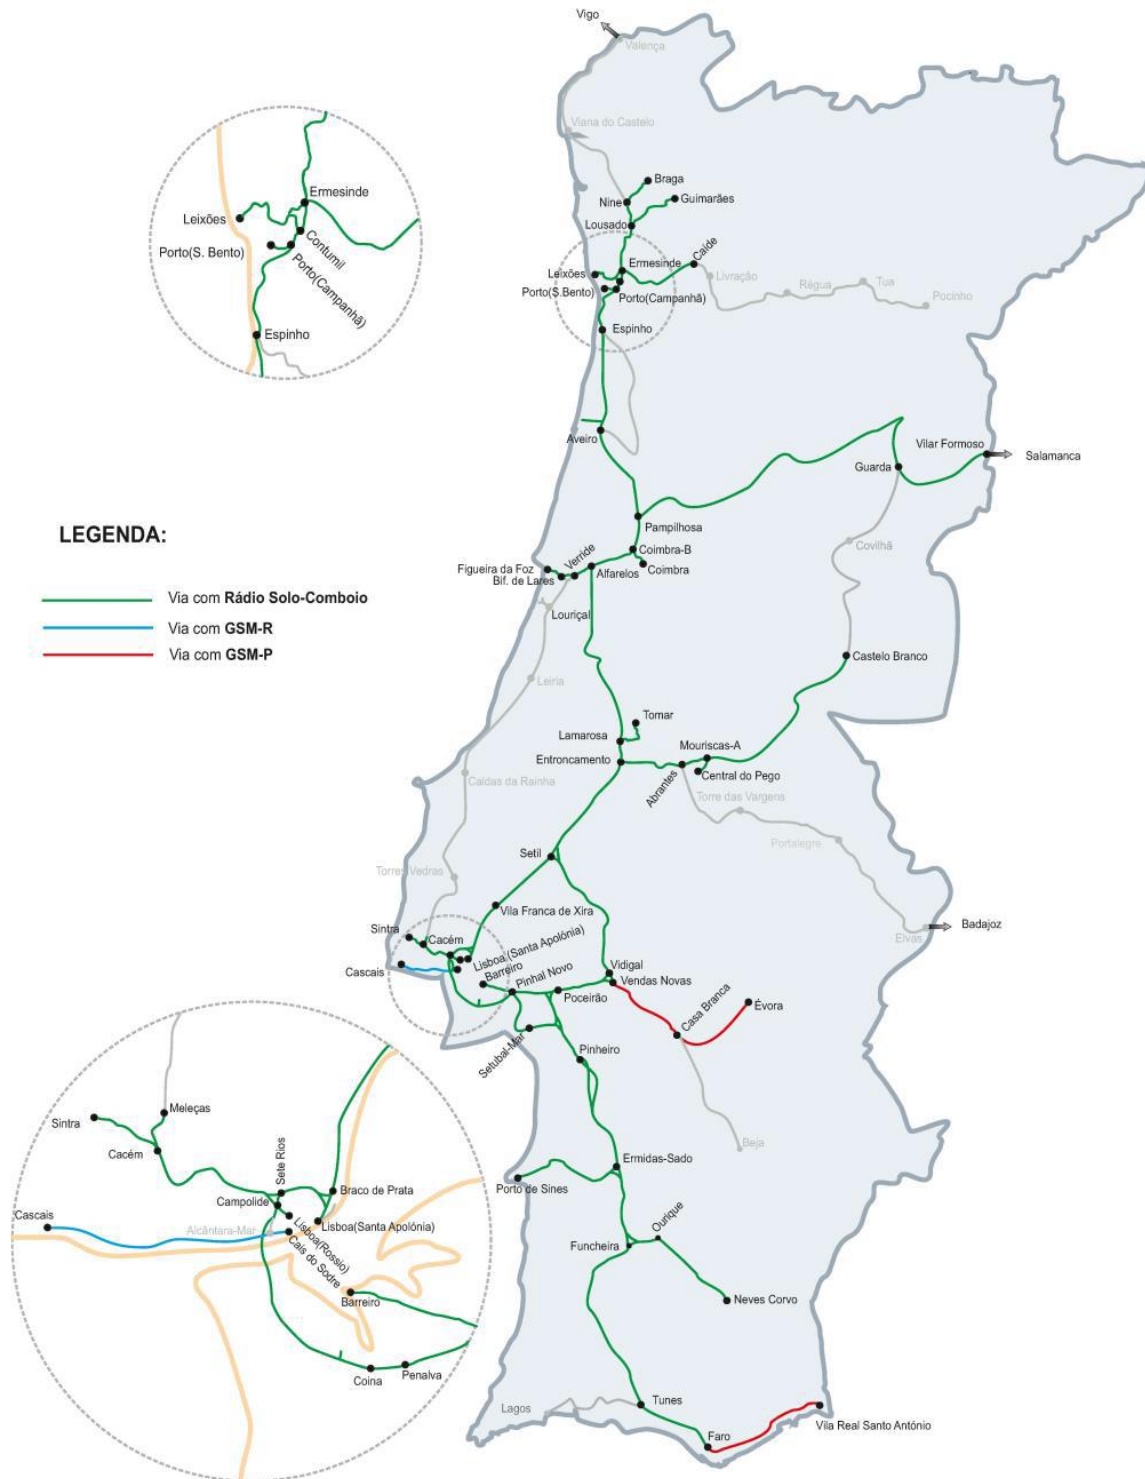 Vigo
Valença
Viana do Castelo
Braga
Guimarães
Nine
Lousado
Ermesinde
Caíde
Leixões
Livração
Régua
Tua
Pocinho
Porto(S.Bento)
Porto(Campanhã)
Espinho
Ermesinde
Leixões
Contumil
Porto(S. Bento)
Porto(Campanhã)
Espinho
Aveiro
Vilar Formoso
Salamanca
Guarda
Pampilhosa
LEGENDA:
Via com Rádio Solo-Comboio
Via com GSM-R
Via com GSM-P
Coimbra-B
Covilhã
Verride
Figueira da Foz
Bif. de Lares
Alfarelos
Coimbra
Louriçal
Castelo Branco
Leiria
Tomar
Lamarosa
Mouriscas-A
Entroncamento
Central do Pego
Abrantes
Caldas da Rainha
Torre das Vargens
Portalegre
Setil
Torres Vedras
Vila Franca de Xira
Badajoz
Elvas
Sintra
Cacém
Lisboa (Santa Apolónia)
Cascais
Barreiro
Pinhal Novo
Vidigal
Vendas Novas
Poceirão
Casa Branca
Évora
Setubal-Mar
Pinheiro
Beja
Ermidas-Sado
Porto de Sines
Ourique
Funcheira
Neves Corvo
Tunes
Lagos
Faro
Vila Real Santo António
Meleças
Sintra
Cacém
Sete Rios
Braco de Prata
Campolide
Cascais
Alcântara-Mar
Lisboa(Santa Apolónia)
Lisboa(Rossio)
Cais do Sodre
Barreiro
Coina
Penalva